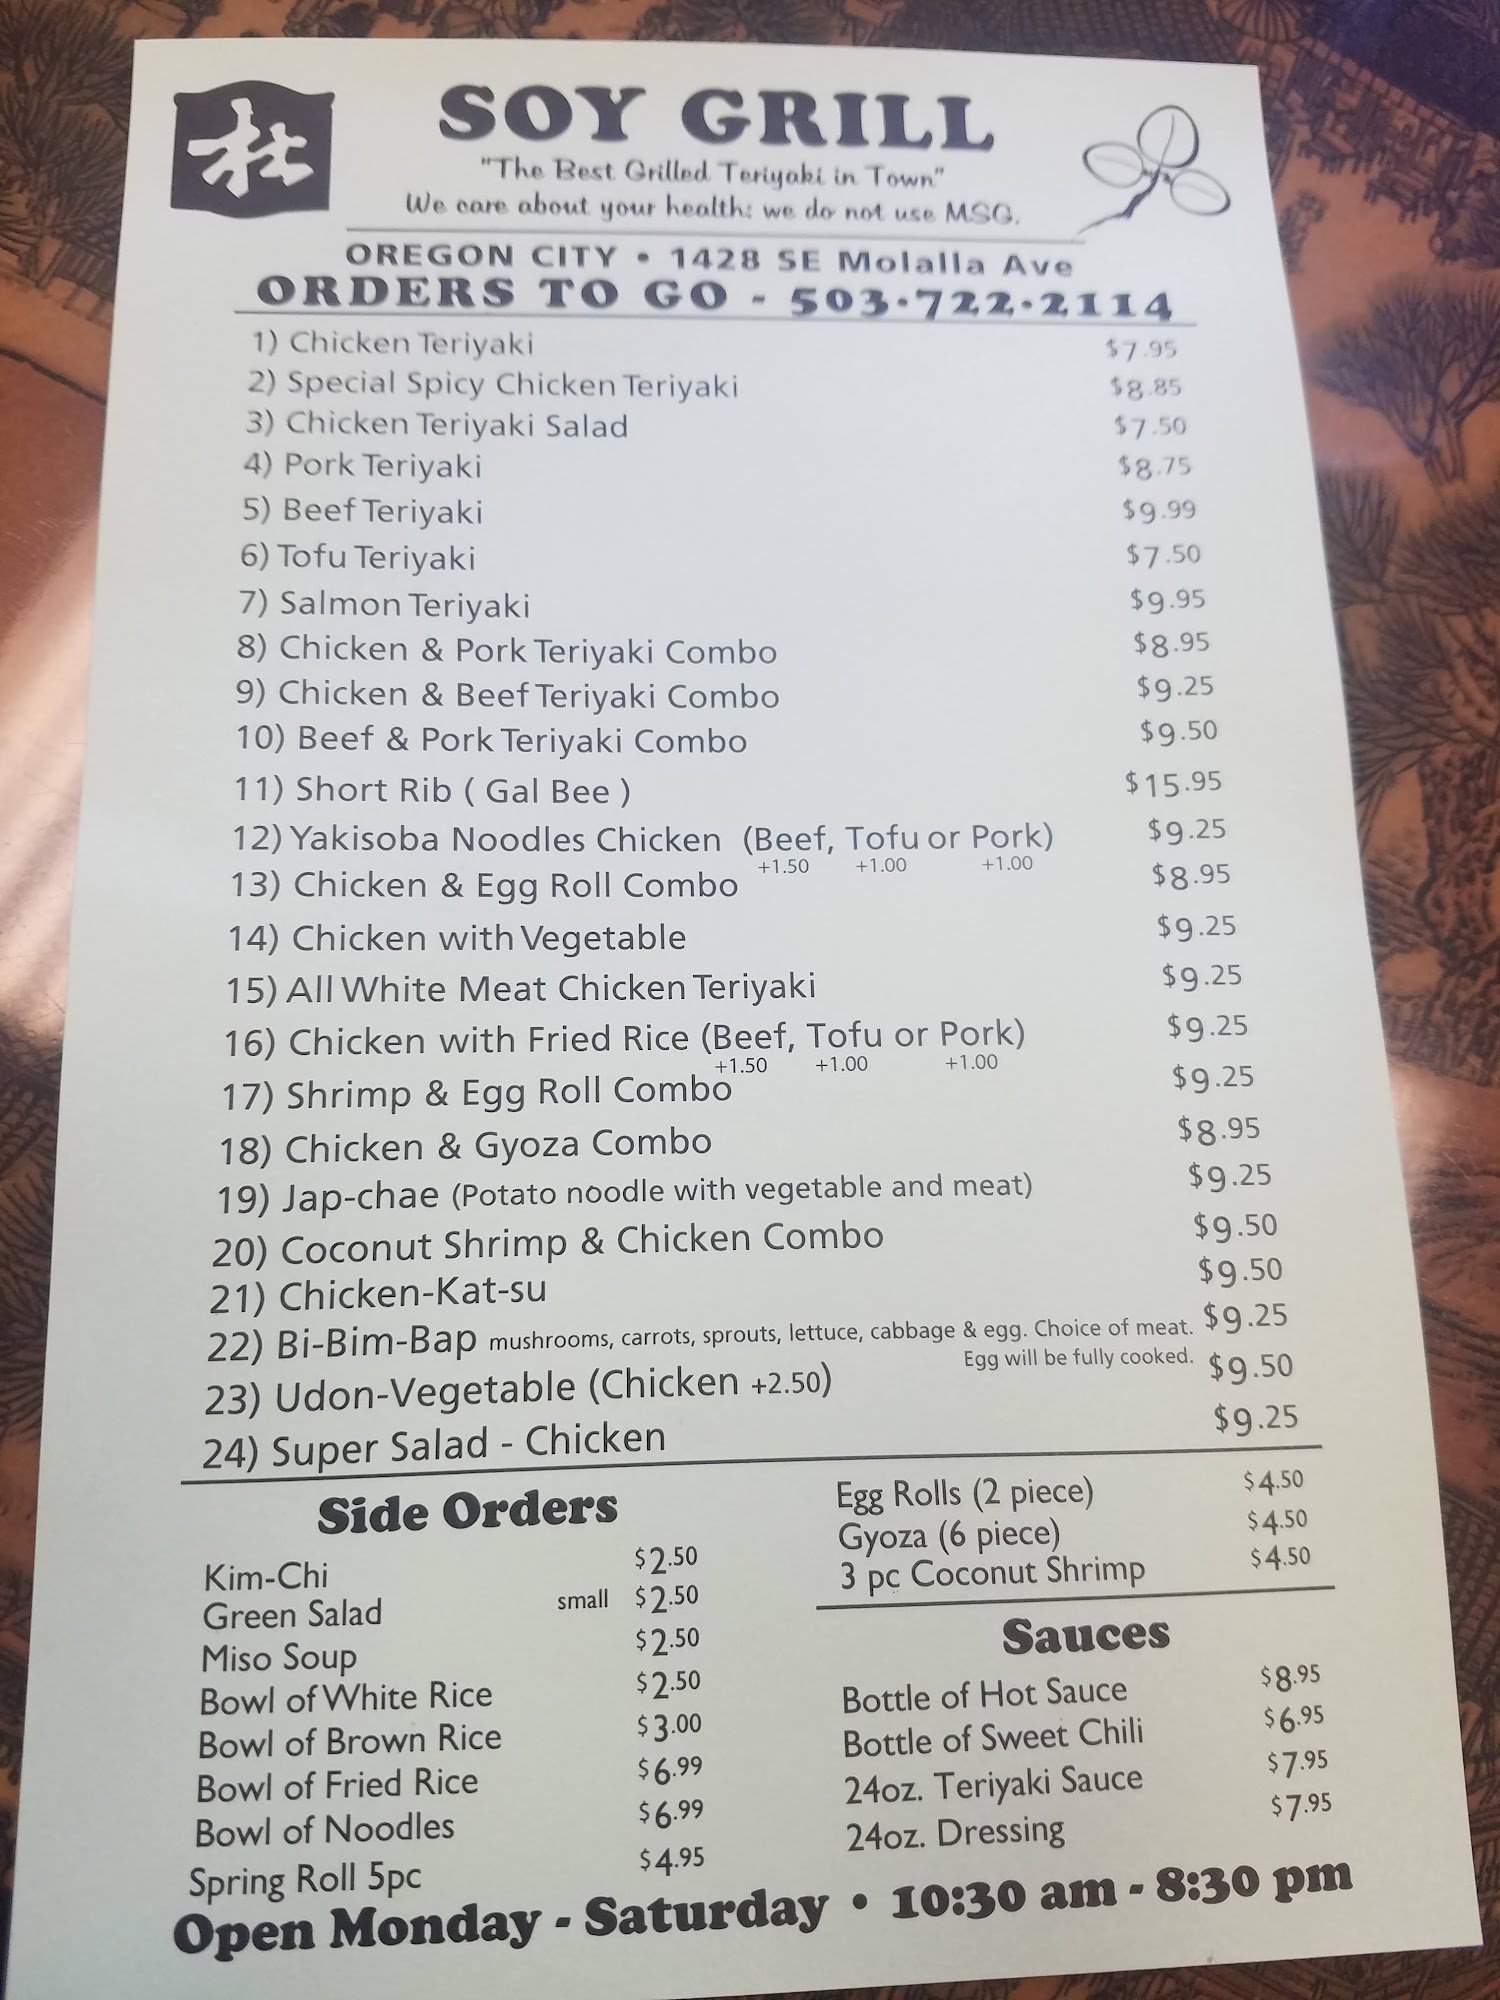 SOY GRILL
"The Best Grilled Teriyaki in Town"
We care about your health: we do not use MSG.
OREGON CITY • 1428 SE Molalla Ave
ORDERS TO GO - 503·722·2114
1) Chicken Teriyaki $7.95
2) Special Spicy Chicken Teriyaki $8.85
3) Chicken Teriyaki Salad $7.50
4) Pork Teriyaki $8.75
5) Beef Teriyaki $9.99
6) Tofu Teriyaki $7.50
7) Salmon Teriyaki $9.95
8) Chicken & Pork Teriyaki Combo $8.95
9) Chicken & Beef Teriyaki Combo $9.25
10) Beef & Pork Teriyaki Combo $9.50
11) Short Rib ( Gal Bee ) $15.95
12) Yakisoba Noodles Chicken (Beef, Tofu or Pork) $9.25
+1.50 +1.00 +1.00
13) Chicken & Egg Roll Combo $8.95
14) Chicken with Vegetable $9.25
15) All White Meat Chicken Teriyaki $9.25
16) Chicken with Fried Rice (Beef, Tofu or Pork) $9.25
+1.50 +1.00 +1.00
17) Shrimp & Egg Roll Combo $9.25
18) Chicken & Gyoza Combo $8.95
19) Jap-chae (Potato noodle with vegetable and meat) $9.25
20) Coconut Shrimp & Chicken Combo $9.50
21) Chicken-Kat-su $9.50
22) Bi-Bim-Bap mushrooms, carrots, sprouts, lettuce, cabbage & egg. Choice of meat. $9.25
Egg will be fully cooked.
23) Udon-Vegetable (Chicken +2.50) $9.50
24) Super Salad - Chicken $9.25
Side Orders
Kim-Chi $2.50
Green Salad small $2.50
Miso Soup $2.50
Bowl of White Rice $2.50
Bowl of Brown Rice $3.00
Bowl of Fried Rice $6.99
Bowl of Noodles $6.99
Spring Roll 5pc $4.95
Egg Rolls (2 piece) $4.50
Gyoza (6 piece) $4.50
3 pc Coconut Shrimp $4.50
Sauces
Bottle of Hot Sauce $8.95
Bottle of Sweet Chili $6.95
24oz. Teriyaki Sauce $7.95
24oz. Dressing $7.95
Open Monday - Saturday • 10:30 am - 8:30 pm